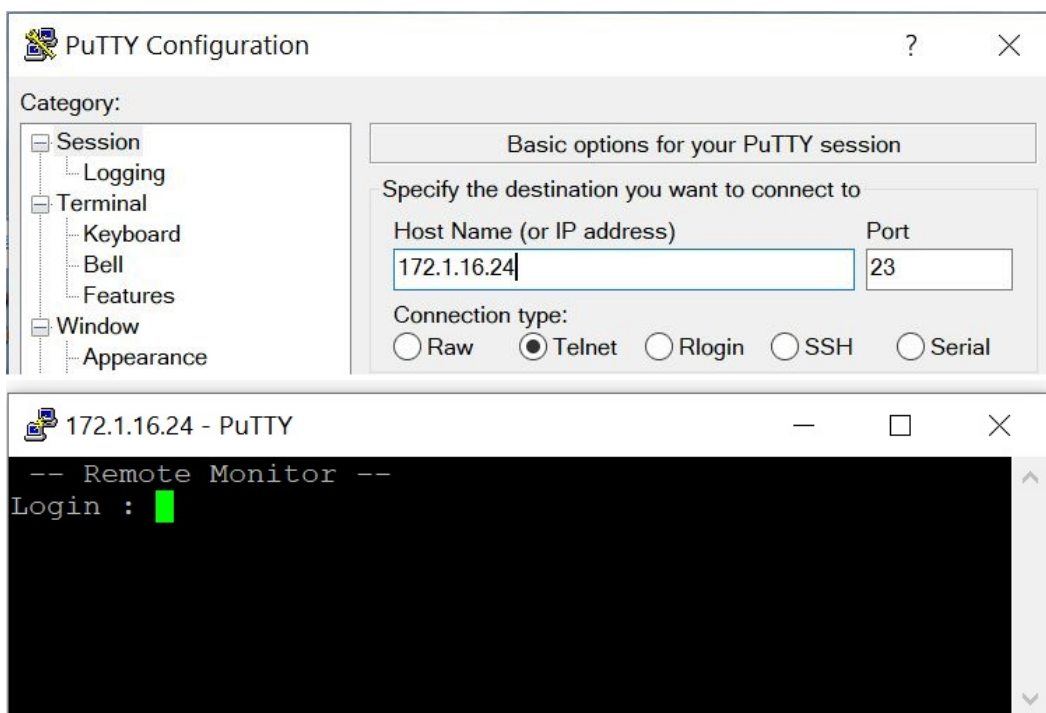 PuTTY Configuration ? ×
Category:
Session
Logging
Terminal
Keyboard
Bell
Features
Window
Appearance
Basic options for your PuTTY session
Specify the destination you want to connect to
Host Name (or IP address) Port
172.1.16.24 23
Connection type:
Raw Telnet Rlogin SSH Serial
172.1.16.24 - PuTTY
-- Remote Monitor --
Login :